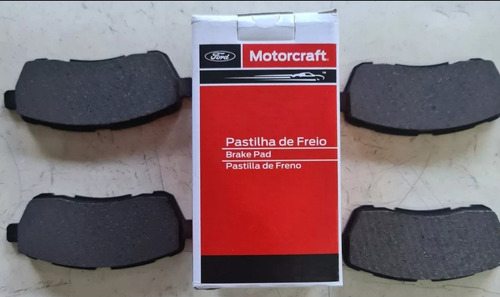 Ford
Motorcraft
Pastilha de Freio
Brake Pad
Pastilla de Freno